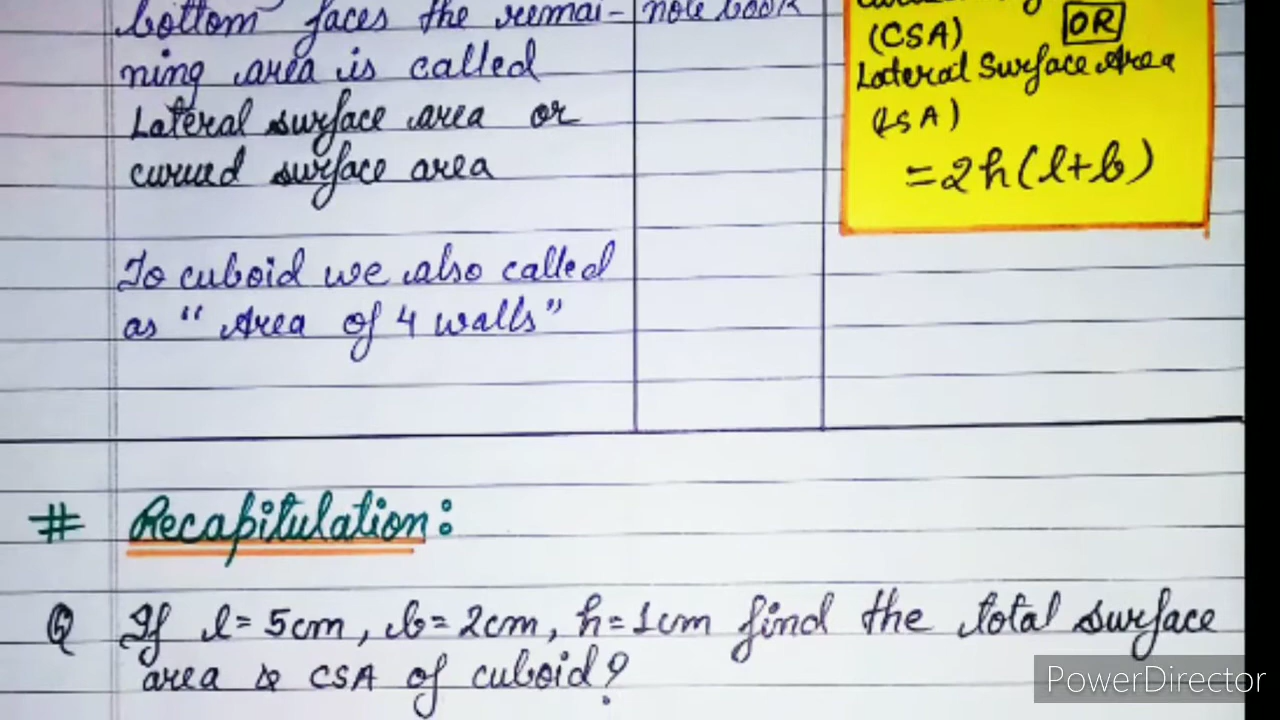 bottom faces the remai-
ning area is called
Lateral surface area or
curved surface area
To cuboid we also called
as "Area of 4 walls"
note book
(CSA) OR
Lateral Surface Area
(LSA)
=2h(l+b)
# Recapitulation:
Q If l=5cm, b=2cm, h=1cm find the total surface
area & CSA of cuboid?
PowerDirector